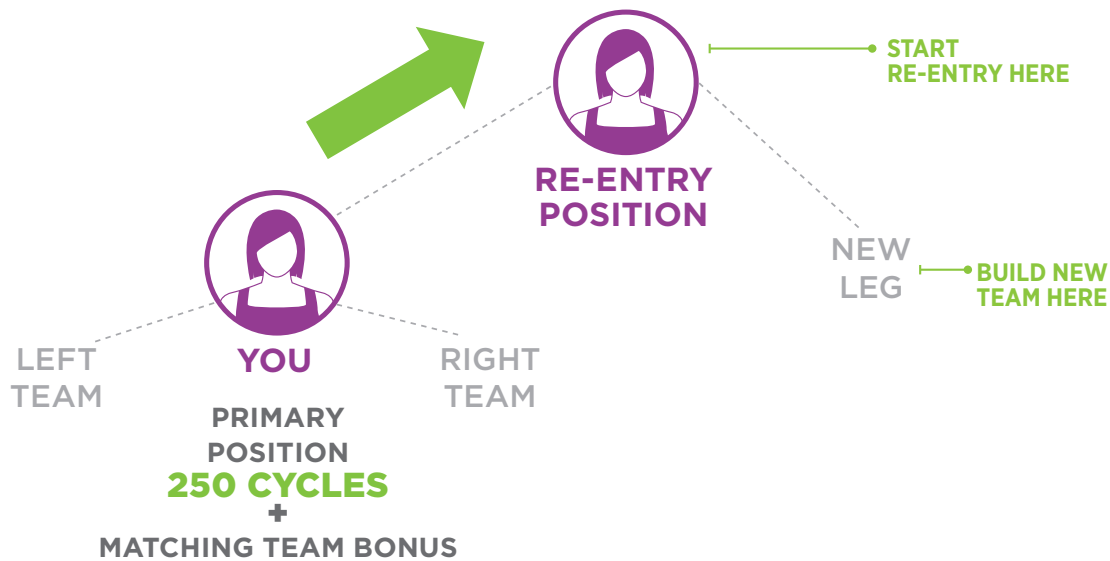 START
RE-ENTRY HERE
RE-ENTRY
POSITION
NEW
LEG
BUILD NEW
TEAM HERE
LEFT
TEAM
YOU
RIGHT
TEAM
PRIMARY
POSITION
250 CYCLES
+
MATCHING TEAM BONUS